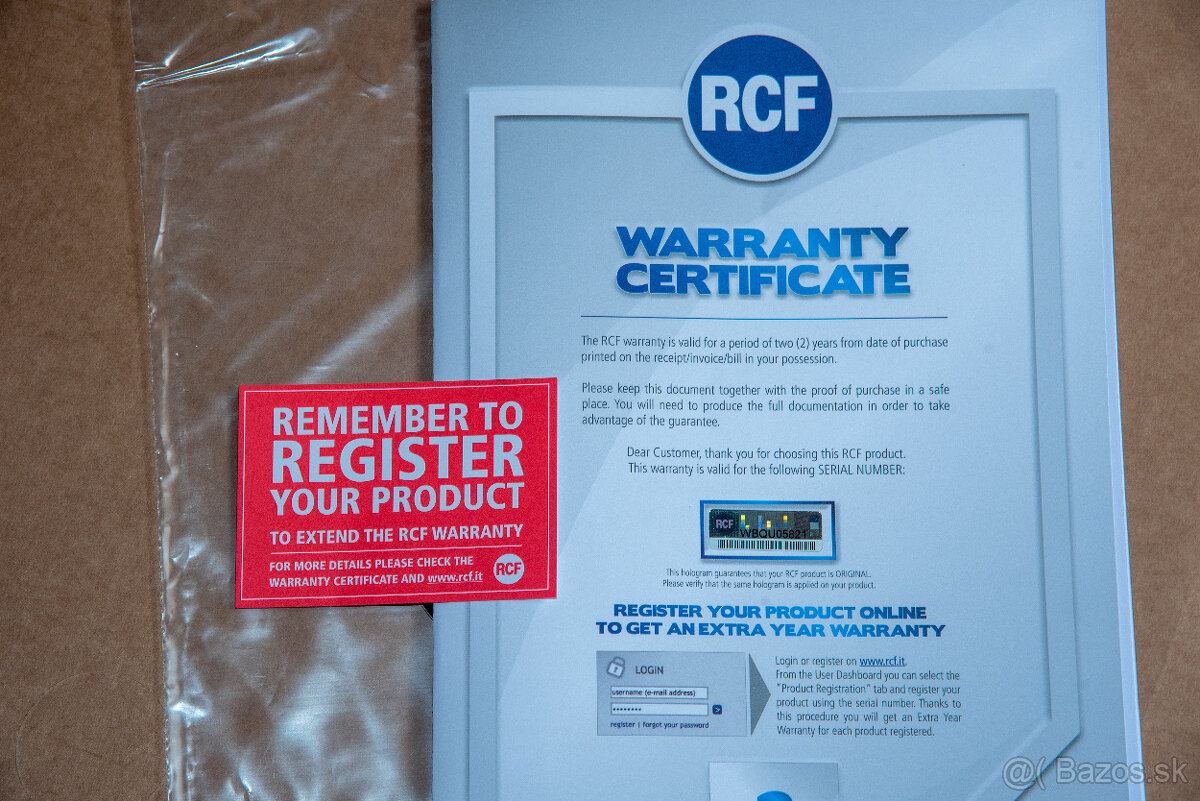 RCF
WARRANTY
CERTIFICATE
The RCF warranty is valid for a period of two (2) years from date of purchase
printed on the receipt/invoice/bill in your possession.
Please keep this document together with the proof of purchase in a safe
place. You will need to produce the full documentation in order to take
advantage of the guarantee.
Dear Customer, thank you for choosing this RCF product.
This warranty is valid for the following SERIAL NUMBER:
RCF
WBQU05821
This hologram guarantees that your RCF product is ORIGINAL.
Please verify that the same hologram is applied on your product.
REGISTER YOUR PRODUCT ONLINE
TO GET AN EXTRA YEAR WARRANTY
LOGIN
username (e-mail address)
********
register | forgot your password
Login or register on www.rcf.it.
From the User Dashboard you can select the
"Product Registration" tab and register your
product using the serial number. Thanks to
this procedure you will get an Extra Year
Warranty for each product registered.
REMEMBER TO
REGISTER
YOUR PRODUCT
TO EXTEND THE RCF WARRANTY
FOR MORE DETAILS PLEASE CHECK THE
WARRANTY CERTIFICATE AND www.rcf.it
RCF
@( Bazos.sk